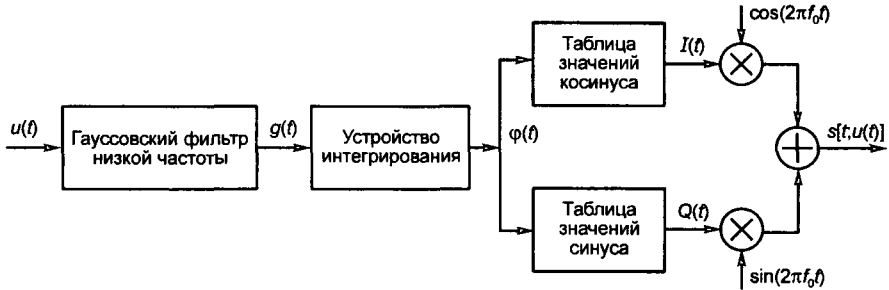 cos(2πf₀t)
Таблица
значений
косинуса
I(t)
u(t)
Гауссовский фильтр
низкой частоты
g(t)
Устройство
интегрирования
φ(t)
s[t;u(t)]
Таблица
значений
синуса
Q(t)
sin(2πf₀t)